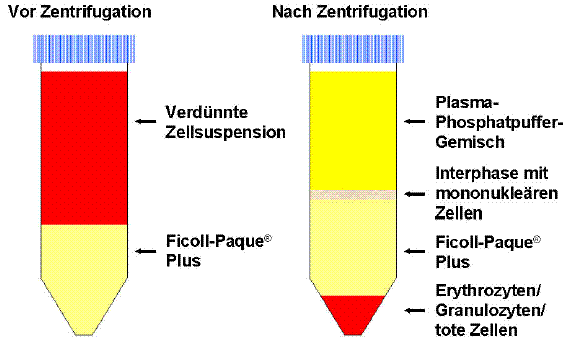 Vor Zentrifugation
Verdünnte
Zellsuspension
Ficoll-Paque®
Plus
Nach Zentrifugation
Plasma-
Phosphatpuffer-
Gemisch
Interphase mit
mononukleären
Zellen
Ficoll-Paque®
Plus
Erythrozyten/
Granulozyten/
tote Zellen